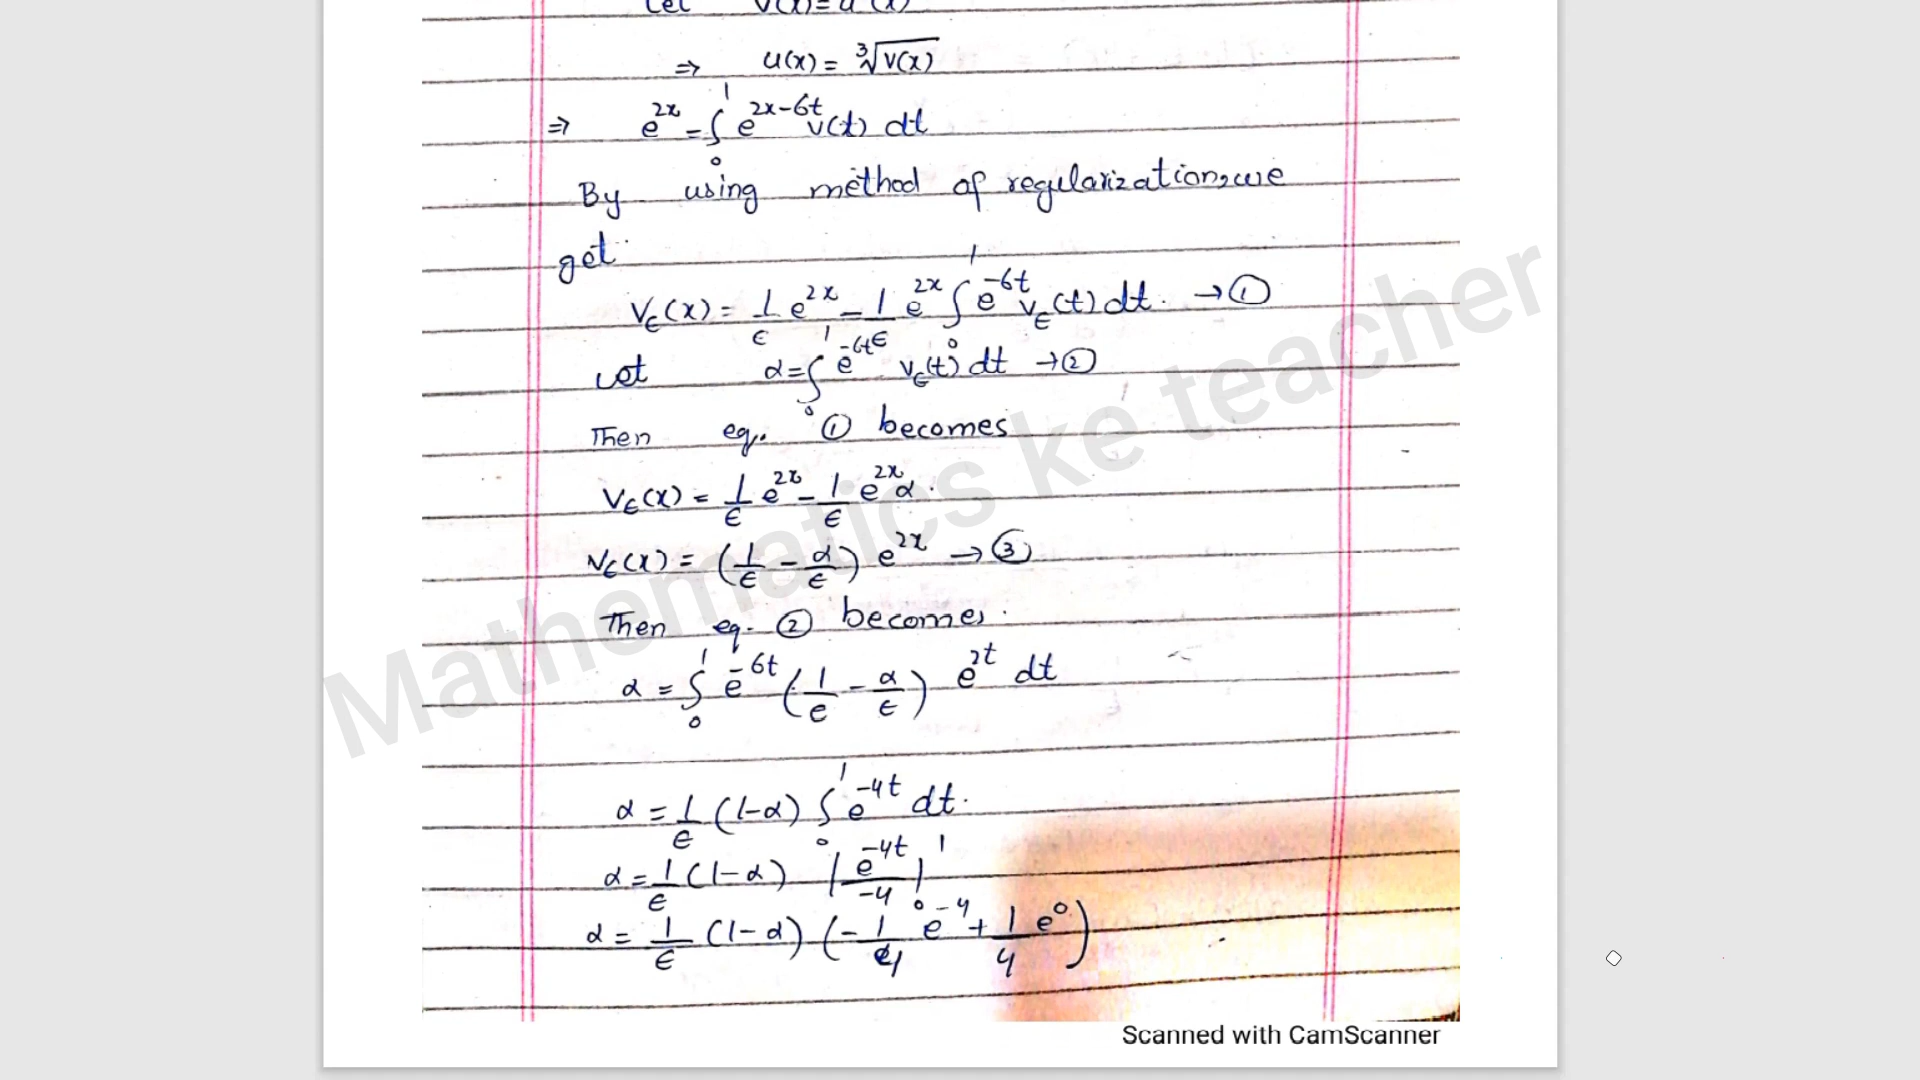 Let V(x) = u³(x)
⇒ u(x) = ∛V(x)
⇒ e^{2x} = ∫₀¹ e^{2x-6t} v(t) dt
By using method of regularization, we
get
V_ϵ(x) = 1/ϵ e^{2x} - 1/ϵ e^{2x} ∫₀¹ e^{-6t} v_ϵ(t) dt. → ①
Let α = ∫₀¹ e^{-6t} v_ϵ(t) dt → ②
Then eq. ① becomes
V_ϵ(x) = 1/ϵ e^{2x} - 1/ϵ e^{2x} α.
V_ϵ(x) = (1/ϵ - α/ϵ) e^{2x} → ③
Then eq. ② becomes.
α = ∫₀¹ e^{-6t} (1/ϵ - α/ϵ) e^{2t} dt
α = 1/ϵ (1-α) ∫₀¹ e^{-4t} dt.
α = 1/ϵ (1-α) |e^{-4t}/-4|₀¹
α = 1/ϵ (1-α) (-1/4 e^{-4} + 1/4 e⁰)
Mathematics ke teacher
Scanned with CamScanner